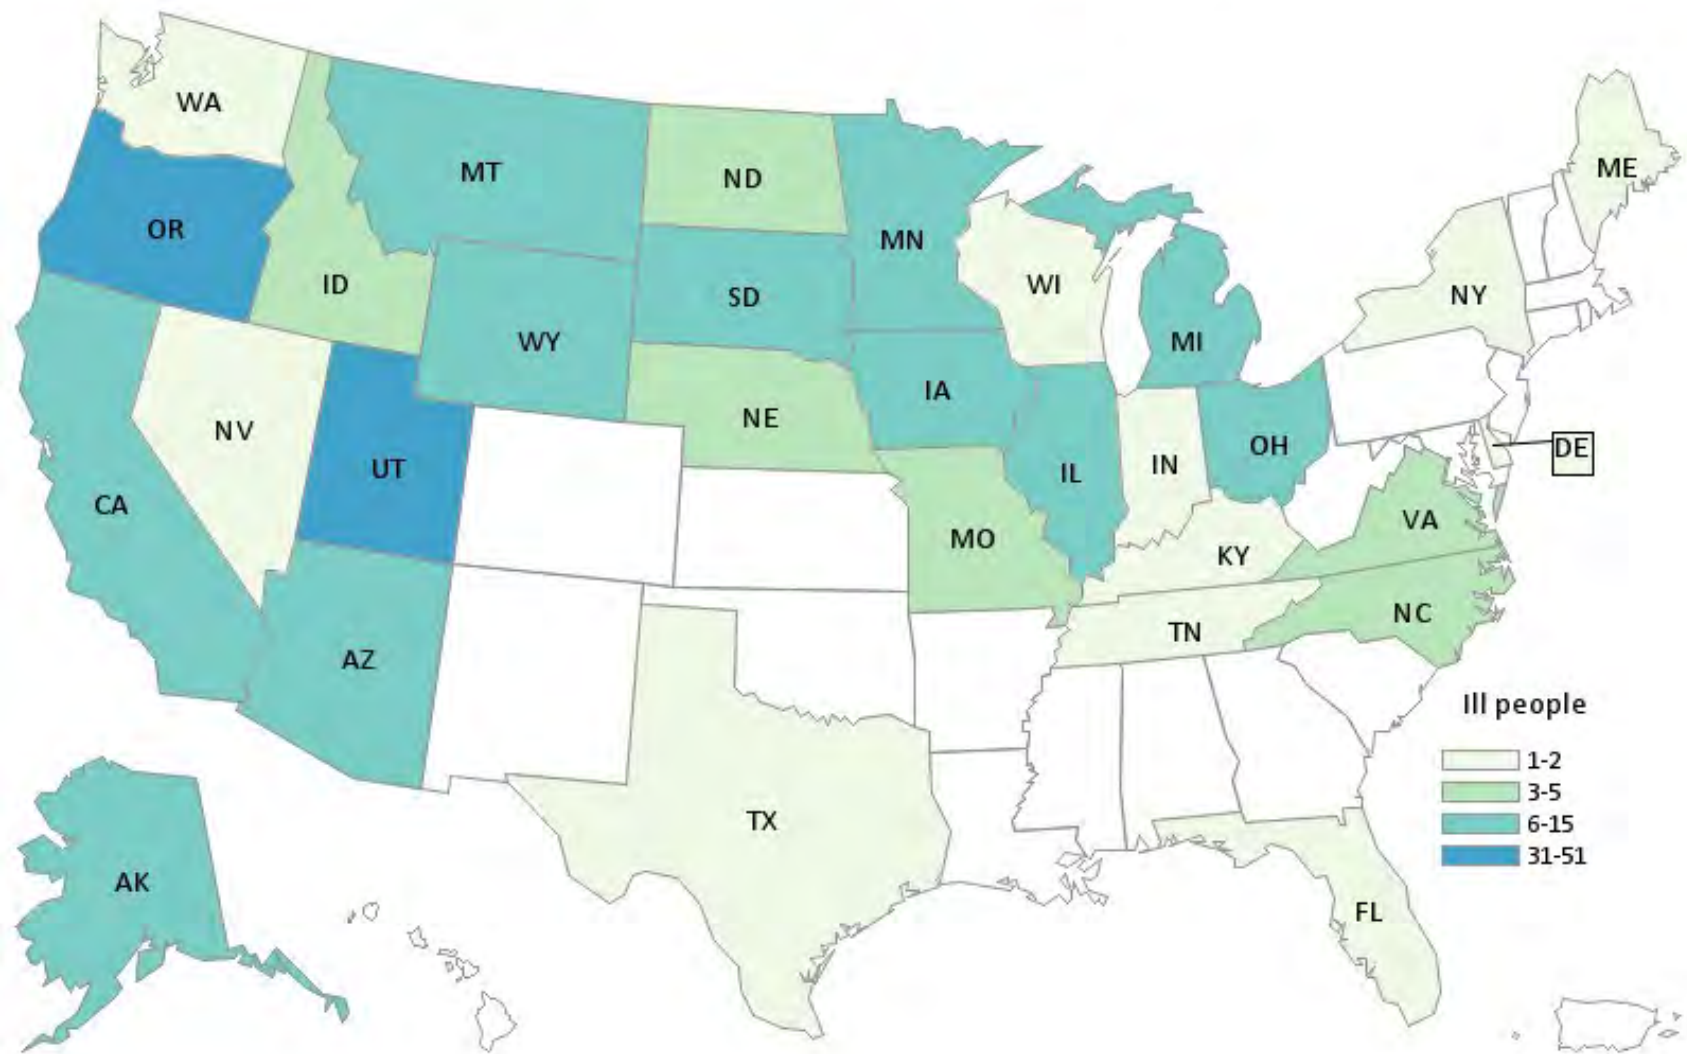 WA
ME
MT
ND
OR
MN
ID
WI
NY
SD
WY
MI
IA
NE
NV
OH
DE
UT
IN
IL
CA
VA
MO
KY
NC
TN
AZ
Ill people
1-2
3-5
6-15
31-51
TX
AK
FL